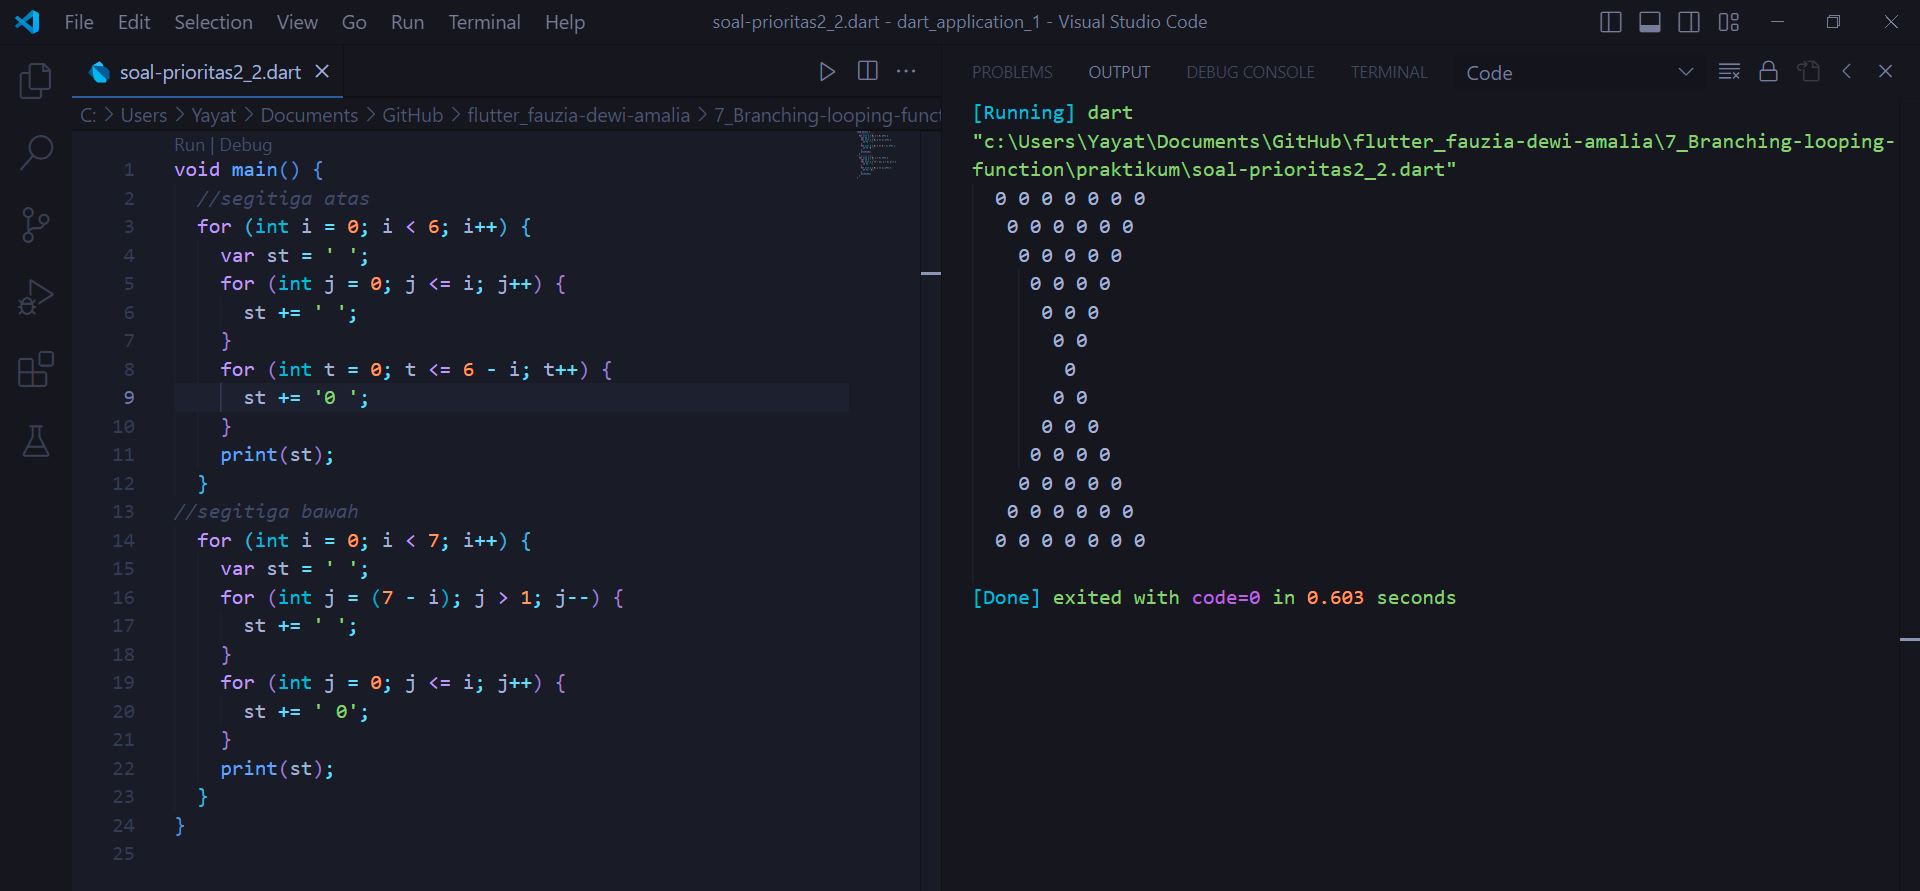 File Edit Selection View Go Run Terminal Help soal-prioritas2_2.dart - dart_application_1 - Visual Studio Code
soal-prioritas2_2.dart
C: > Users > Yayat > Documents > GitHub > flutter_fauzia-dewi-amalia > 7_Branching-looping-funct
Run | Debug
1 void main() {
2   //segitiga atas
3   for (int i = 0; i < 6; i++) {
4     var st = ' ';
5     for (int j = 0; j <= i; j++) {
6       st += ' ';
7     }
8     for (int t = 0; t <= 6 - i; t++) {
9       st += '0 ';
10     }
11     print(st);
12   }
13 //segitiga bawah
14   for (int i = 0; i < 7; i++) {
15     var st = ' ';
16     for (int j = (7 - i); j > 1; j--) {
17       st += ' ';
18     }
19     for (int j = 0; j <= i; j++) {
20       st += ' 0';
21     }
22     print(st);
23   }
24 }
25
PROBLEMS OUTPUT DEBUG CONSOLE TERMINAL Code
[Running] dart
"c:\Users\Yayat\Documents\GitHub\flutter_fauzia-dewi-amalia\7_Branching-looping-
function\praktikum\soal-prioritas2_2.dart"
  0 0 0 0 0 0 0
   0 0 0 0 0 0
    0 0 0 0 0
     0 0 0 0
      0 0 0
       0 0
        0
       0 0
      0 0 0
     0 0 0 0
    0 0 0 0 0
   0 0 0 0 0 0
  0 0 0 0 0 0 0
[Done] exited with code=0 in 0.603 seconds